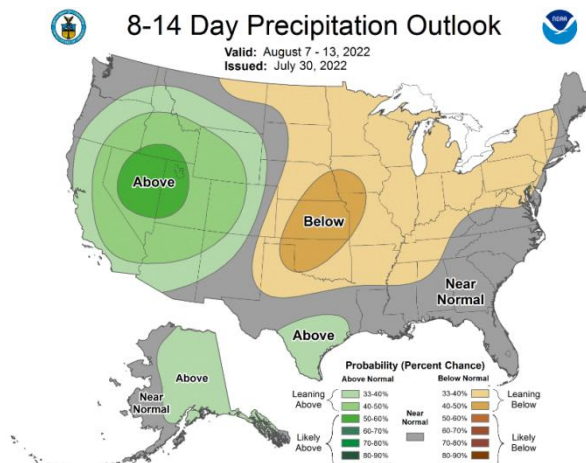 8-14 Day Precipitation Outlook
Valid: August 7 - 13, 2022
Issued: July 30, 2022
NOAA
Above
Below
Near
Normal
Above
Near
Normal
Above
Probability (Percent Chance)
Above Normal
Below Normal
Leaning
Above
33-40%
40-50%
Likely
Above
50-60%
60-70%
70-80%
80-90%
Near
Normal
33-40%
40-50%
Leaning
Below
50-60%
60-70%
70-80%
80-90%
Likely
Below